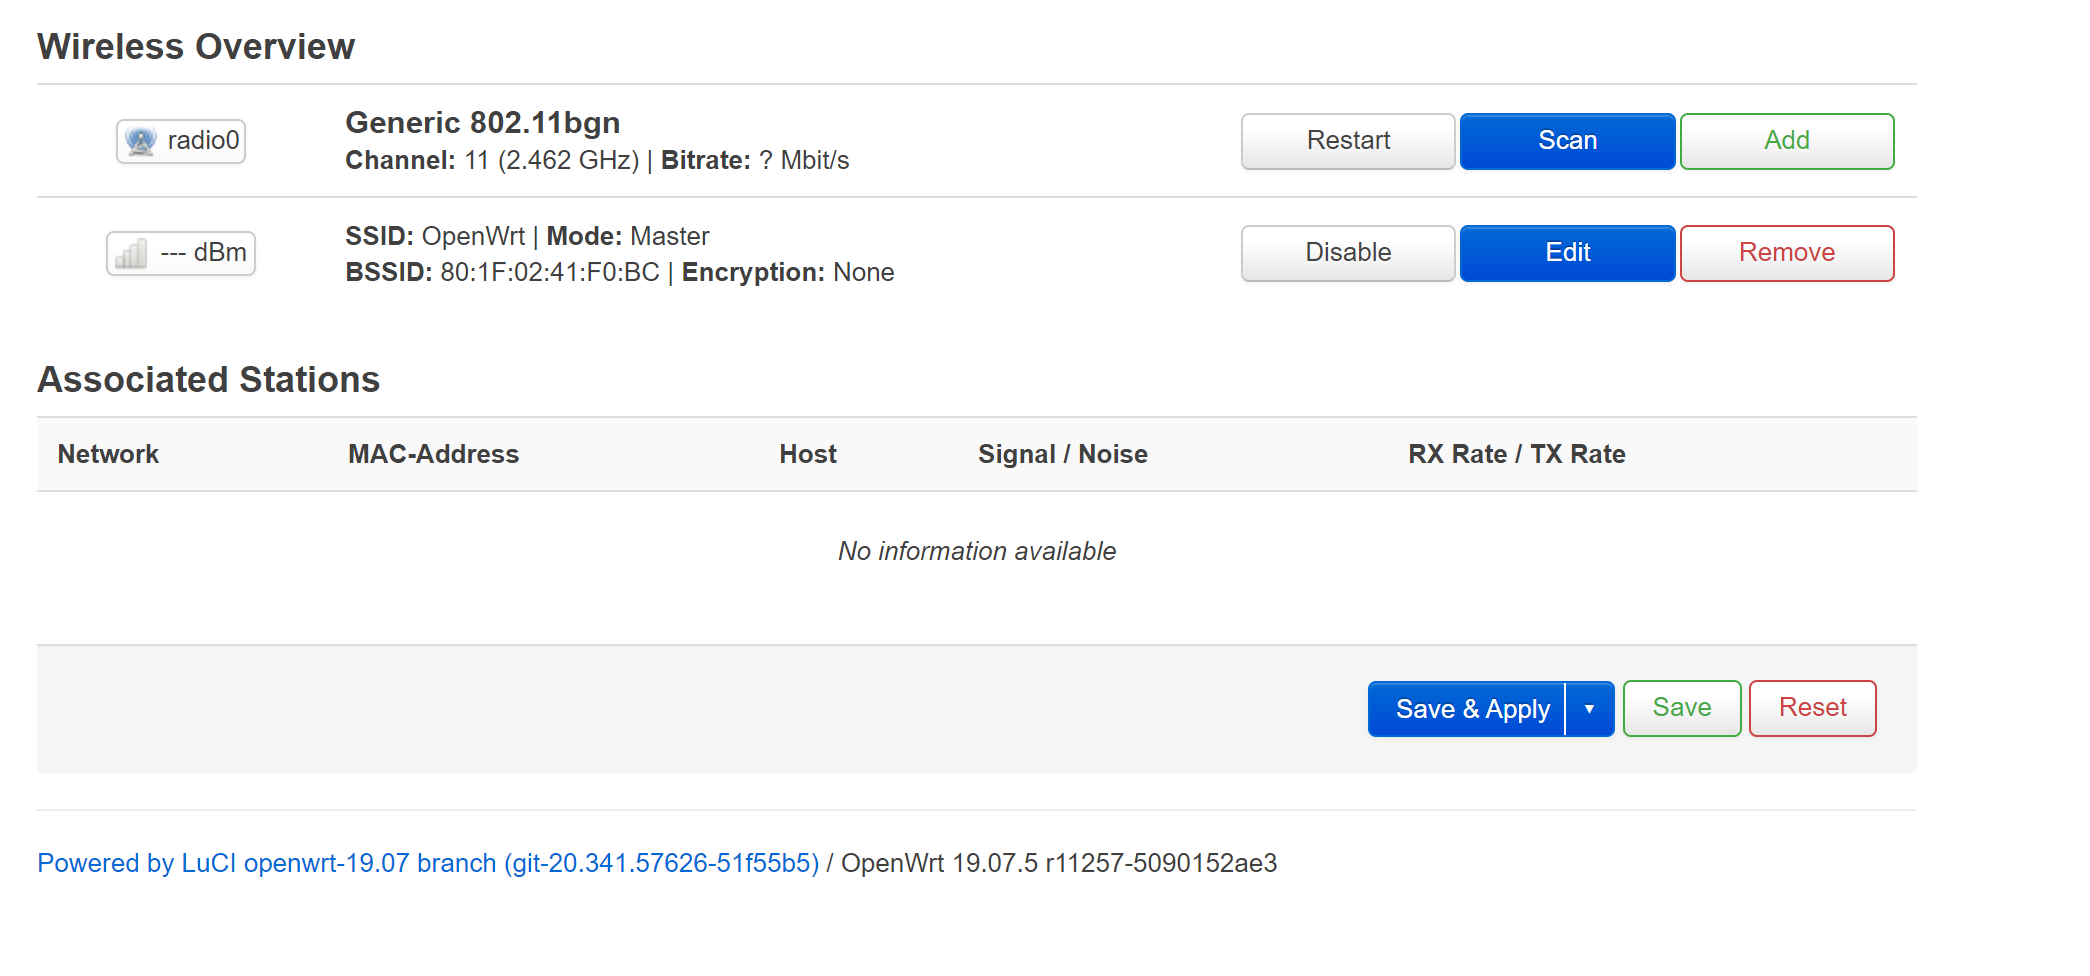 Wireless Overview
radio0
Generic 802.11bgn
Channel: 11 (2.462 GHz) | Bitrate: ? Mbit/s
Restart
Scan
Add
--- dBm
SSID: OpenWrt | Mode: Master
BSSID: 80:1F:02:41:F0:BC | Encryption: None
Disable
Edit
Remove
Associated Stations
Network MAC-Address Host Signal / Noise RX Rate / TX Rate
No information available
Save & Apply ▼ Save Reset
Powered by LuCI openwrt-19.07 branch (git-20.341.57626-51f55b5) / OpenWrt 19.07.5 r11257-5090152ae3